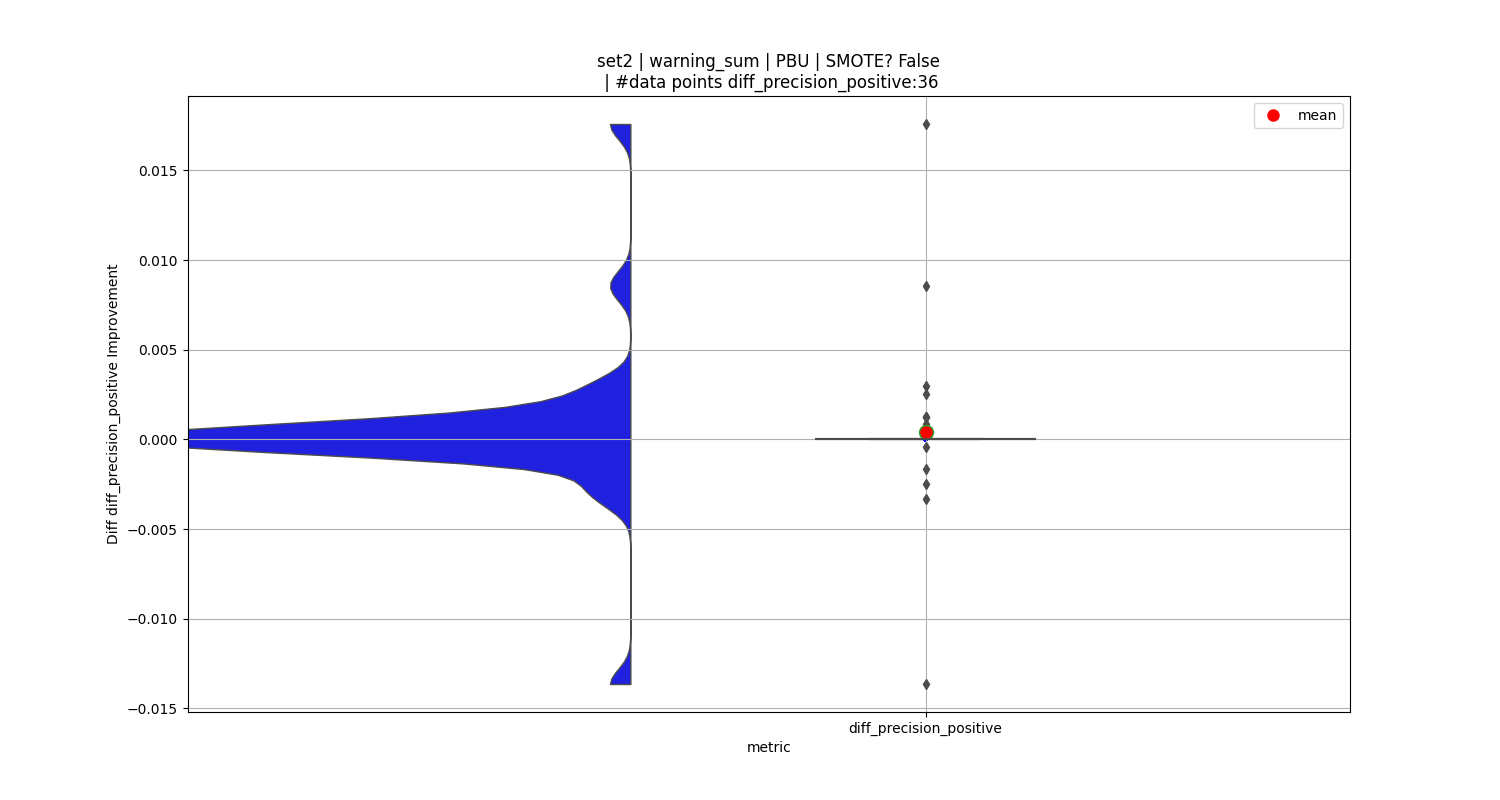 set2 | warning_sum | PBU | SMOTE? False
| #data points diff_precision_positive:36
mean
Diff diff_precision_positive Improvement
0.015
0.010
0.005
0.000
−0.005
−0.010
−0.015
diff_precision_positive
metric